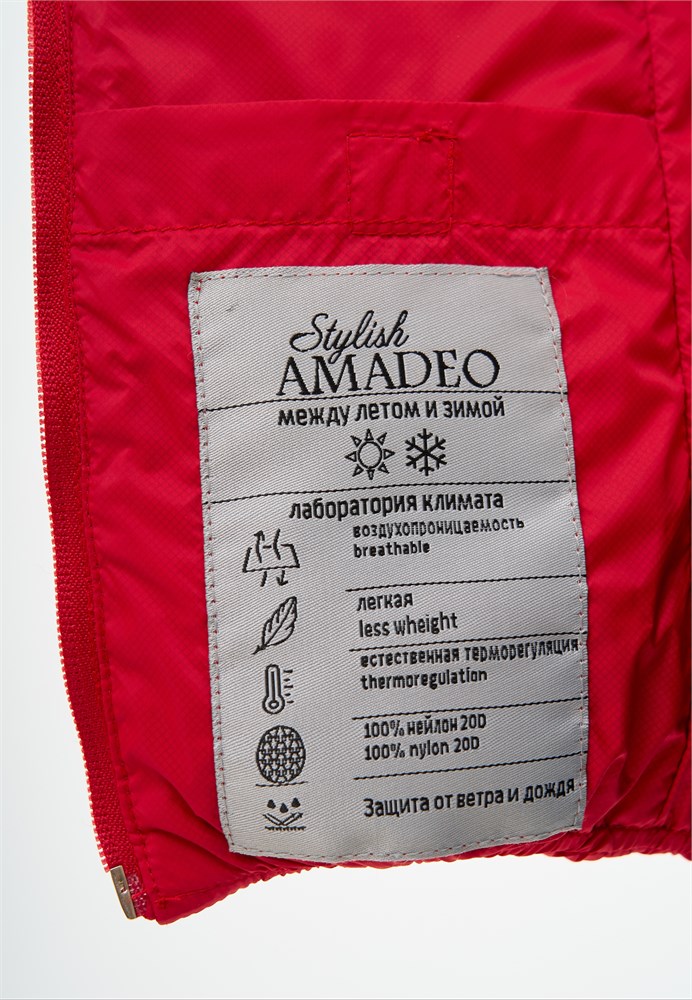 Stylish
AMADEO
между летом и зимой
лаборатория климата
воздухопроницаемость
breathable
легкая
less wheight
естественная терморегуляция
thermoregulation
100% нейлон 20D
100% nylon 20D
Защита от ветра и дождя